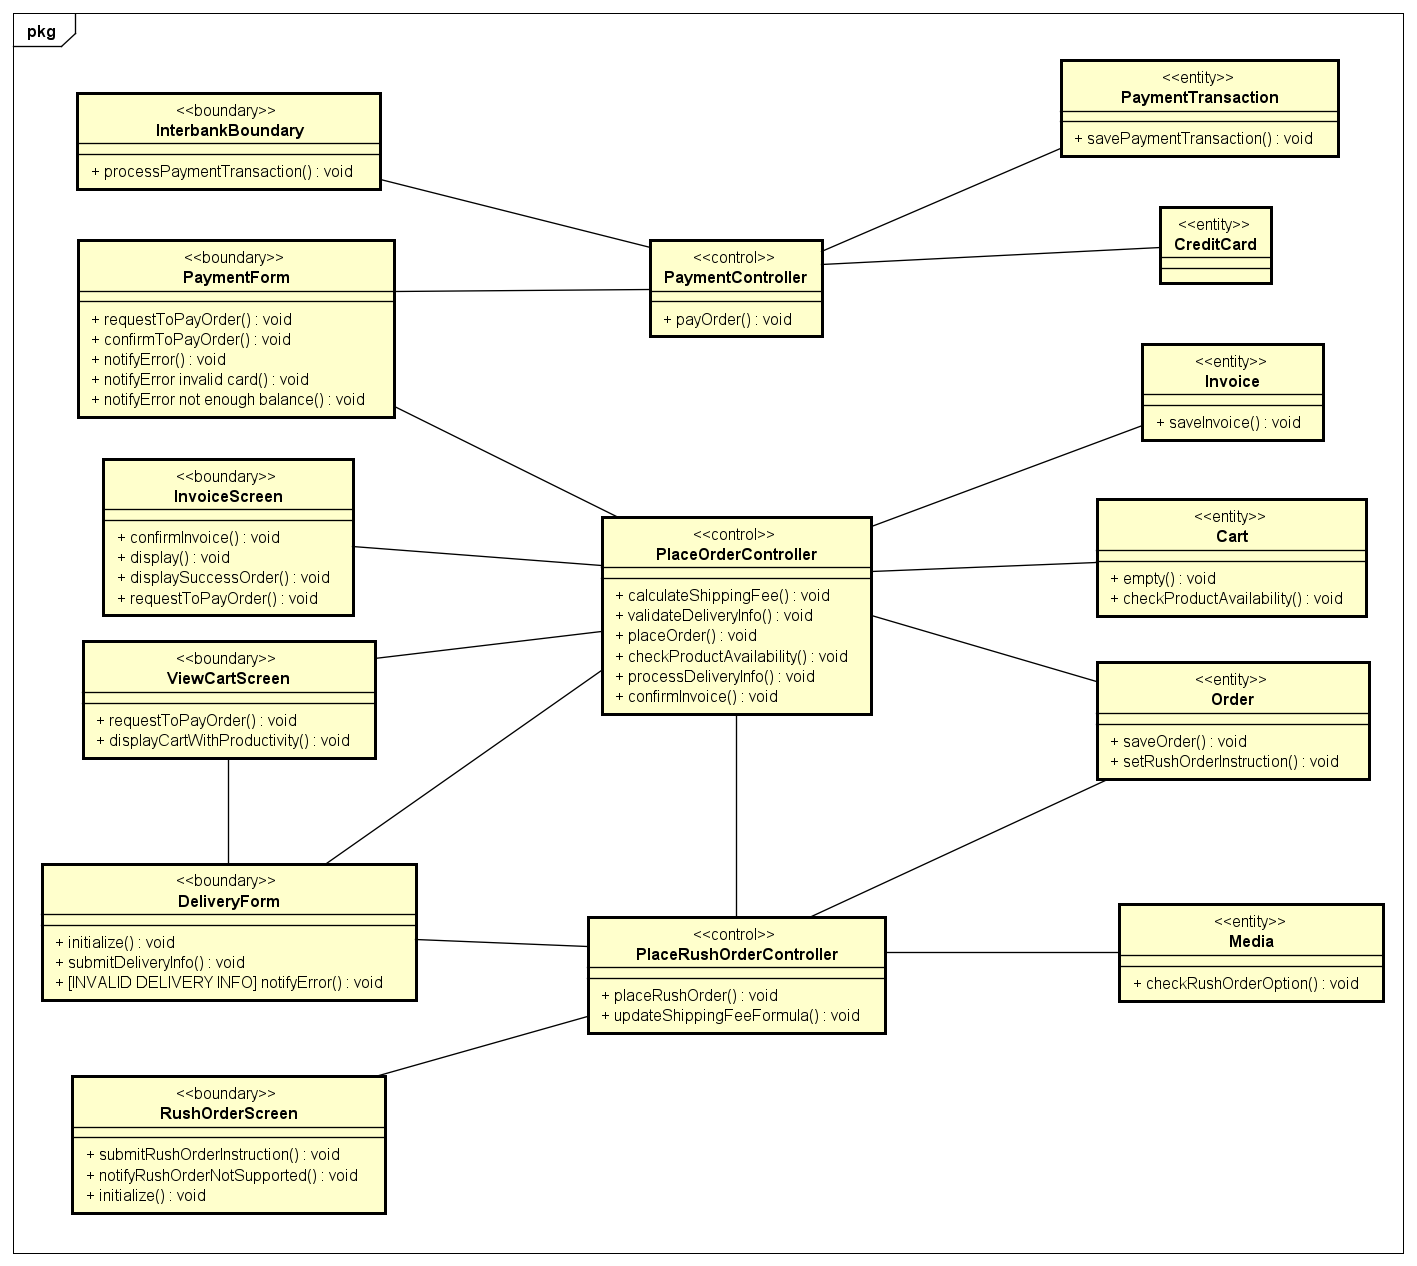 pkg
<<boundary>>
InterbankBoundary
+ processPaymentTransaction() : void
<<entity>>
PaymentTransaction
+ savePaymentTransaction() : void
<<boundary>>
PaymentForm
+ requestToPayOrder() : void
+ confirmToPayOrder() : void
+ notifyError() : void
+ notifyError invalid card() : void
+ notifyError not enough balance() : void
<<control>>
PaymentController
+ payOrder() : void
<<entity>>
CreditCard
<<entity>>
Invoice
+ saveInvoice() : void
<<boundary>>
InvoiceScreen
+ confirmInvoice() : void
+ display() : void
+ displaySuccessOrder() : void
+ requestToPayOrder() : void
<<control>>
PlaceOrderController
+ calculateShippingFee() : void
+ validateDeliveryInfo() : void
+ placeOrder() : void
+ checkProductAvailability() : void
+ processDeliveryInfo() : void
+ confirmInvoice() : void
<<entity>>
Cart
+ empty() : void
+ checkProductAvailability() : void
<<boundary>>
ViewCartScreen
+ requestToPayOrder() : void
+ displayCartWithProductivity() : void
<<entity>>
Order
+ saveOrder() : void
+ setRushOrderInstruction() : void
<<boundary>>
DeliveryForm
+ initialize() : void
+ submitDeliveryInfo() : void
+ [INVALID DELIVERY INFO] notifyError() : void
<<control>>
PlaceRushOrderController
+ placeRushOrder() : void
+ updateShippingFeeFormula() : void
<<entity>>
Media
+ checkRushOrderOption() : void
<<boundary>>
RushOrderScreen
+ submitRushOrderInstruction() : void
+ notifyRushOrderNotSupported() : void
+ initialize() : void